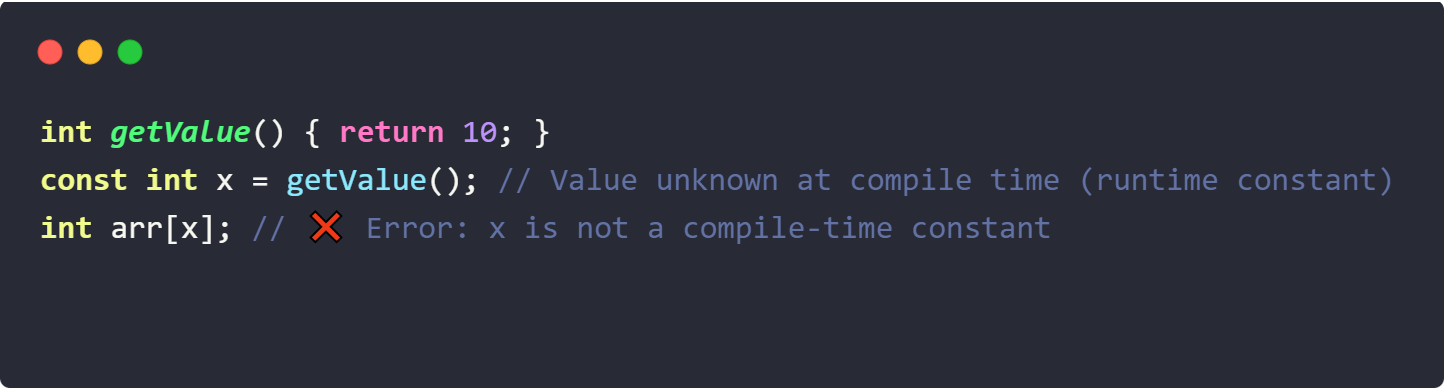 int getValue() { return 10; }
const int x = getValue(); // Value unknown at compile time (runtime constant)
int arr[x]; // ❌ Error: x is not a compile-time constant